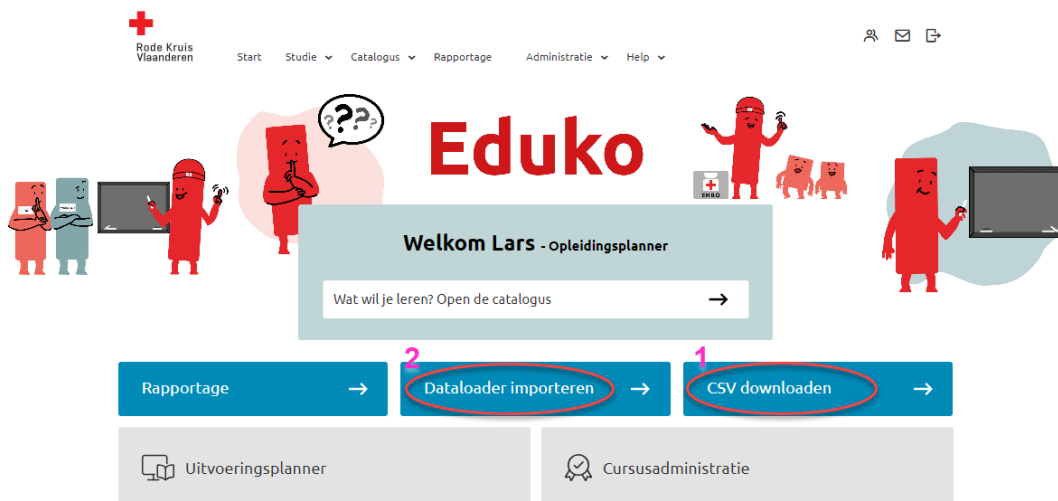 Rode Kruis
Vlaanderen
Start Studie Catalogus Rapportage Administratie Help
???
Eduko
EHBO
Welkom Lars - Opleidingsplanner
Wat wil je leren? Open de catalogus
2
1
Rapportage
Dataloader importeren
CSV downloaden
Uitvoeringsplanner
Cursusadministratie